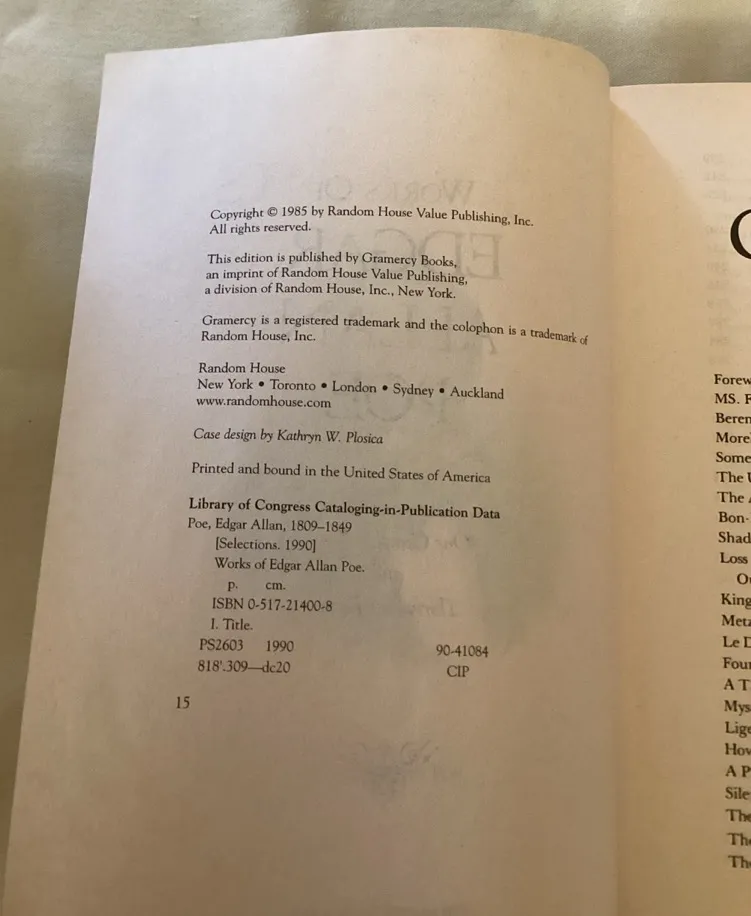 Copyright © 1985 by Random House Value Publishing, Inc.
All rights reserved.
This edition is published by Gramercy Books,
an imprint of Random House Value Publishing,
a division of Random House, Inc., New York.
Gramercy is a registered trademark and the colophon is a trademark of
Random House, Inc.
Random House
New York • Toronto • London • Sydney • Auckland
www.randomhouse.com
Case design by Kathryn W. Plosica
Printed and bound in the United States of America
Library of Congress Cataloging-in-Publication Data
Poe, Edgar Allan, 1809–1849
[Selections. 1990]
Works of Edgar Allan Poe.
p. cm.
ISBN 0-517-21400-8
I. Title.
PS2603 1990 90-41084
818'.309—dc20 CIP
15
Forew
MS. F
Beren
More
Some
The
The
Bon-
Shad
Loss
King
Metz
Le D
Four
A T
Mys
Lige
How
A P
Sile
The
The
The